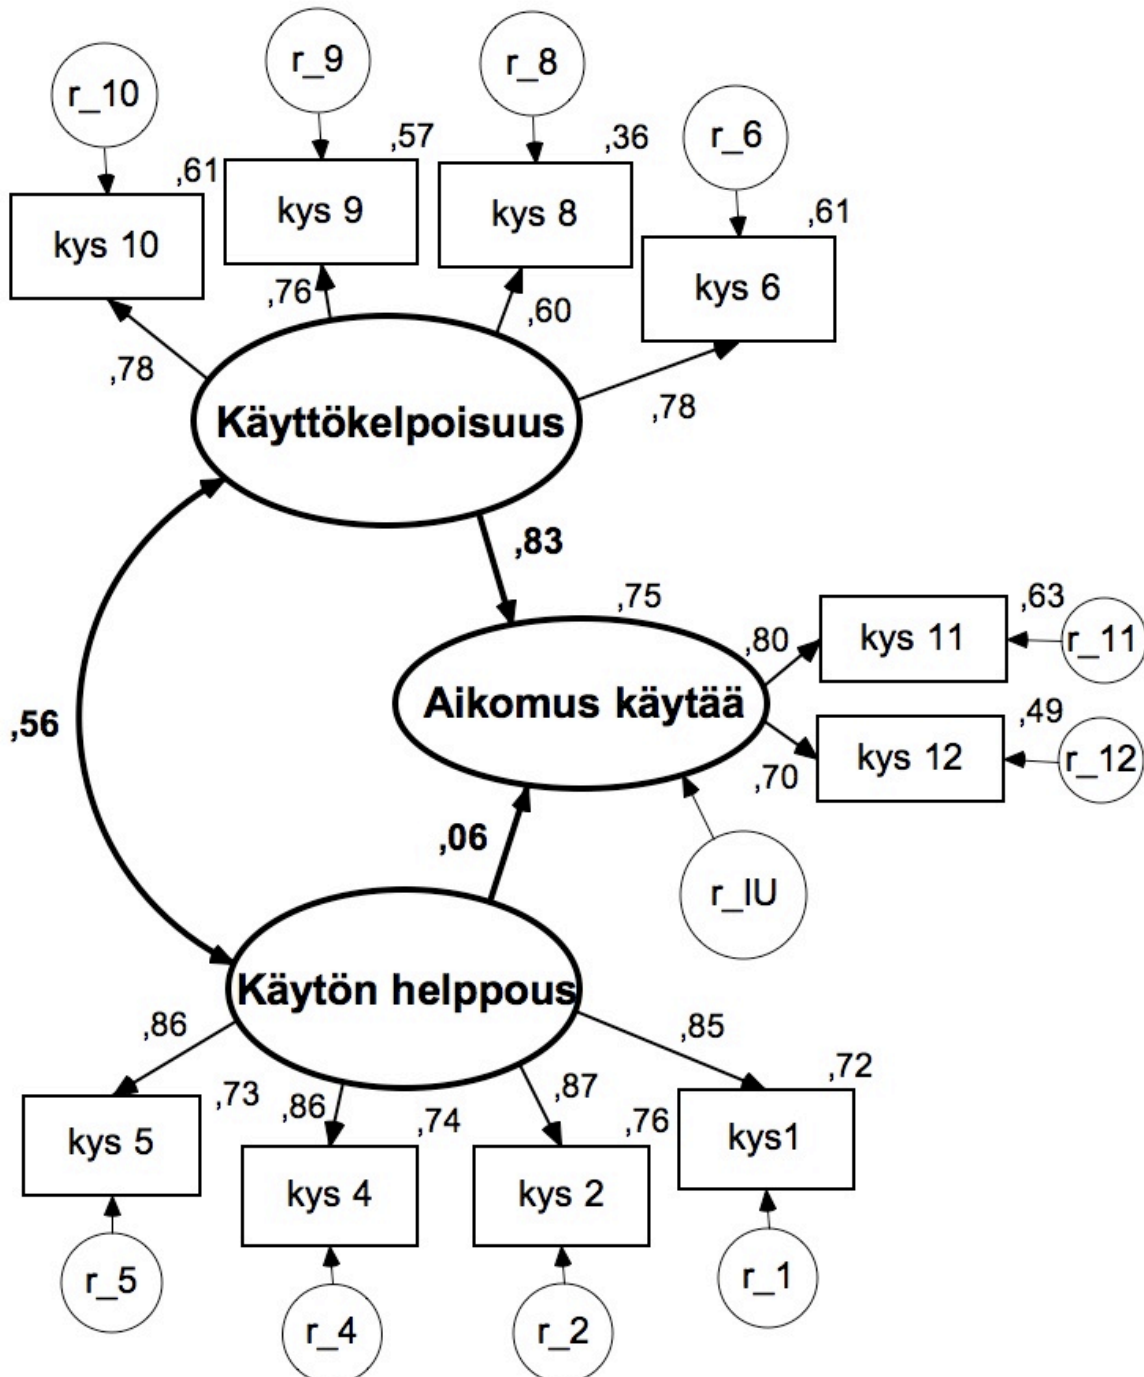 r_10
r_9
r_8
r_6
,61
,57
,36
,61
kys 10
kys 9
kys 8
kys 6
,78
,76
,60
,78
Käyttökelpoisuus
,83
,56
,75
Aikomus käytää
,80
kys 11
,63
r_11
,70
kys 12
,49
r_12
,06
r_IU
Käytön helppous
,86
,86
,87
,85
,73
,74
,76
,72
kys 5
kys 4
kys 2
kys1
r_5
r_4
r_2
r_1